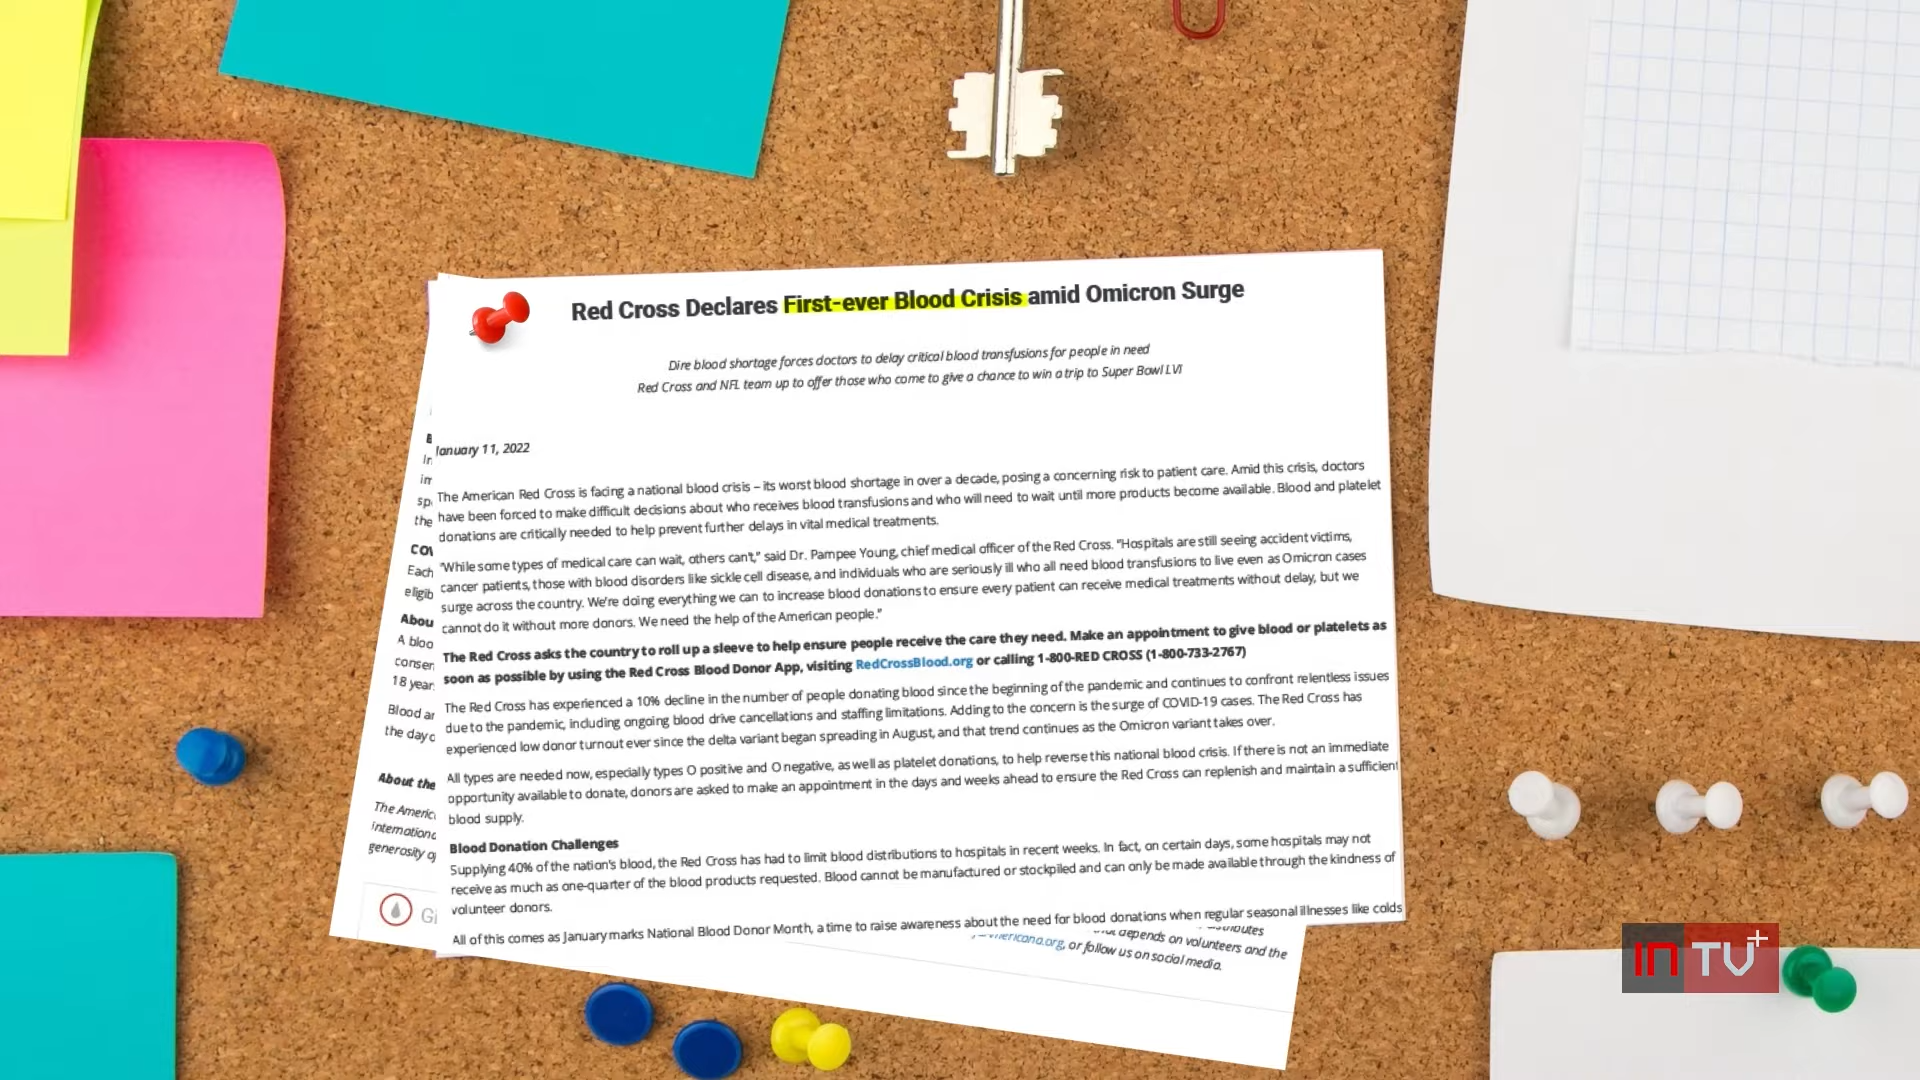 Red Cross Declares First-ever Blood Crisis amid Omicron Surge
Dire blood shortage forces doctors to delay critical blood transfusions for people in need
Red Cross and NFL team up to offer those who come to give a chance to win a trip to Super Bowl LVI
January 11, 2022
The American Red Cross is facing a national blood crisis – its worst blood shortage in over a decade, posing a concerning risk to patient care. Amid this crisis, doctors
have been forced to make difficult decisions about who receives blood transfusions and who will need to wait until more products become available. Blood and platelet
donations are critically needed to help prevent further delays in vital medical treatments.
“While some types of medical care can wait, others can’t,” said Dr. Pampee Young, chief medical officer of the Red Cross. “Hospitals are still seeing accident victims,
cancer patients, those with blood disorders like sickle cell disease, and individuals who are seriously ill who all need blood transfusions to live even as Omicron cases
surge across the country. We’re doing everything we can to increase blood donations to ensure every patient can receive medical treatments without delay, but we
cannot do it without more donors. We need the help of the American people.”
The Red Cross asks the country to roll up a sleeve to help ensure people receive the care they need. Make an appointment to give blood or platelets as
soon as possible by using the Red Cross Blood Donor App, visiting RedCrossBlood.org or calling 1-800-RED CROSS (1-800-733-2767)
The Red Cross has experienced a 10% decline in the number of people donating blood since the beginning of the pandemic and continues to confront relentless issues
due to the pandemic, including ongoing blood drive cancellations and staffing limitations. Adding to the concern is the surge of COVID-19 cases. The Red Cross has
experienced low donor turnout ever since the delta variant began spreading in August, and that trend continues as the Omicron variant takes over.
All types are needed now, especially types O positive and O negative, as well as platelet donations, to help reverse this national blood crisis. If there is not an immediate
opportunity available to donate, donors are asked to make an appointment in the days and weeks ahead to ensure the Red Cross can replenish and maintain a sufficient
blood supply.
Blood Donation Challenges
Supplying 40% of the nation’s blood, the Red Cross has had to limit blood distributions to hospitals in recent weeks. In fact, on certain days, some hospitals may not
receive as much as one-quarter of the blood products requested. Blood cannot be manufactured or stockpiled and can only be made available through the kindness of
volunteer donors.
All of this comes as January marks National Blood Donor Month, a time to raise awareness about the need for blood donations when regular seasonal illnesses like colds
the
Each
eligib
Abou
A bloo
conser
18 year
Blood ar
the day o
About the
The Americ
internationa
generosity o
Gi
depends on volunteers and the
or follow us on social media.
IN TV+